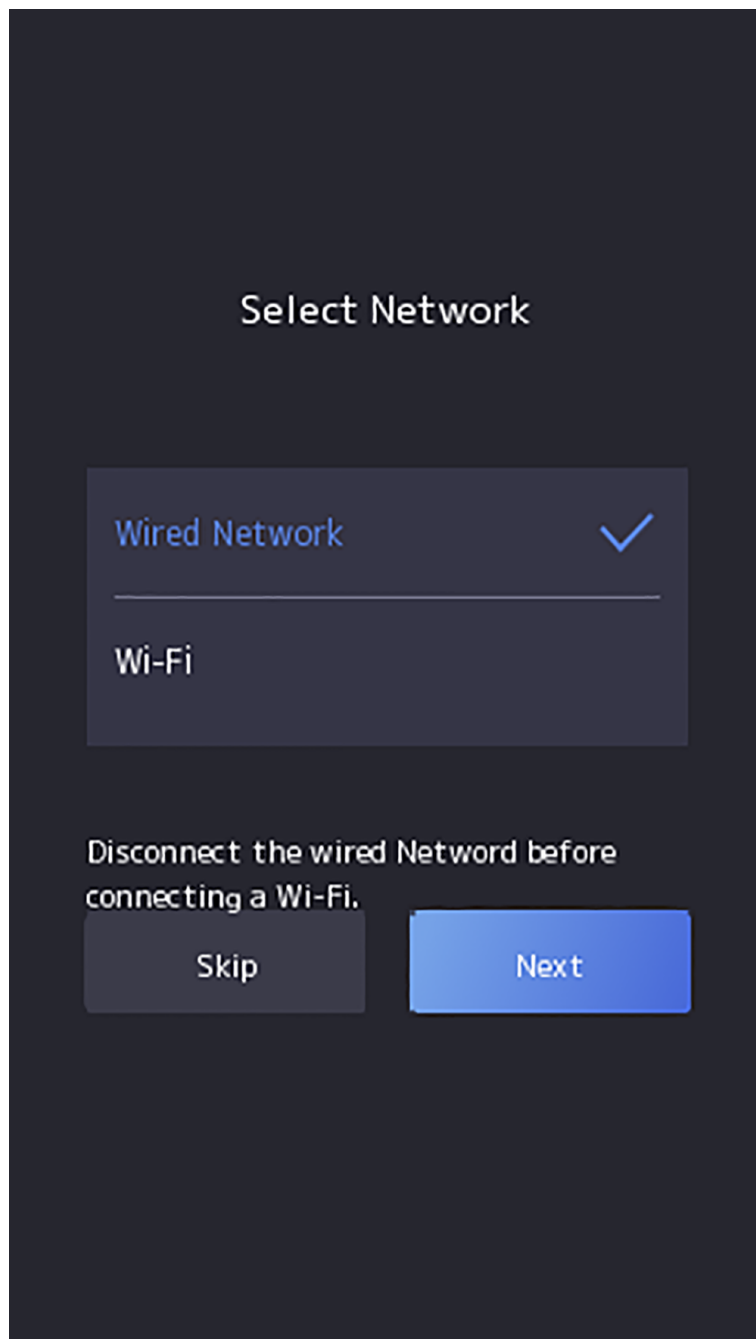 Select Network
Wired Network
Wi-Fi
Disconnect the wired Netword before
connecting a Wi-Fi.
Skip
Next